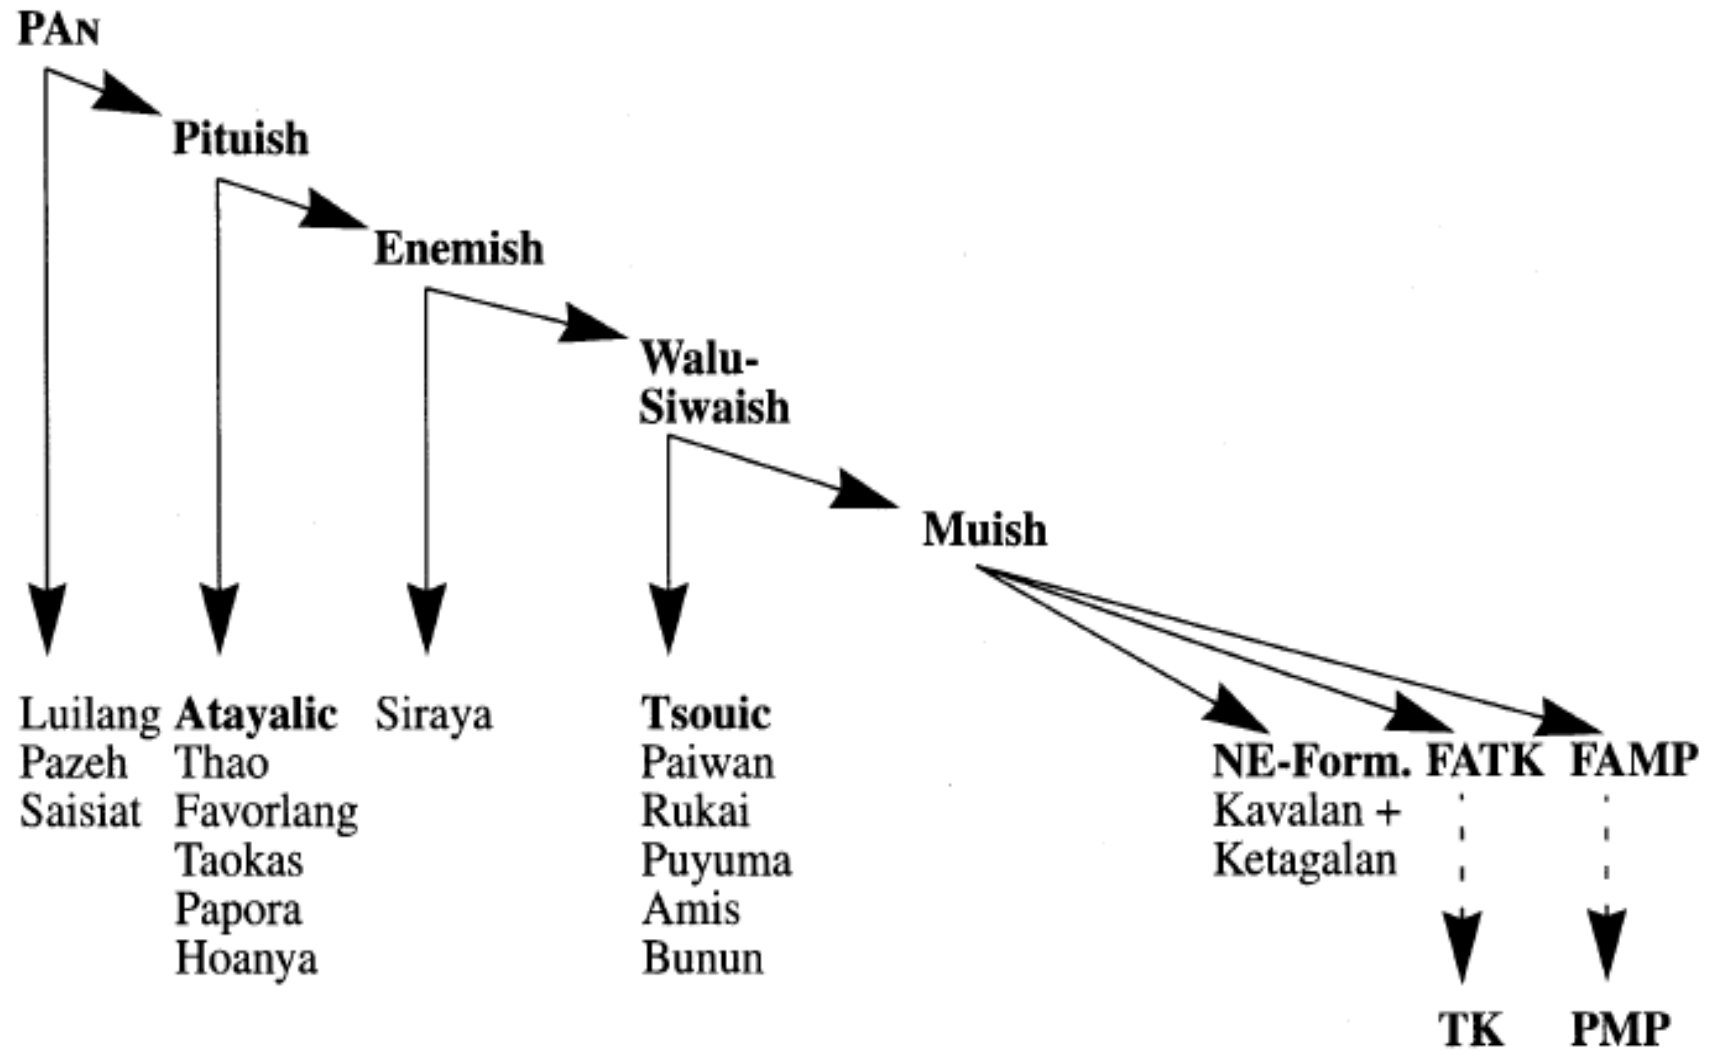 PAN
Pituish
Enemish
Walu-
Siwaish
Muish
Luilang
Pazeh
Saisiat
Atayalic
Thao
Favorlang
Taokas
Papora
Hoanya
Siraya
Tsouic
Paiwan
Rukai
Puyuma
Amis
Bunun
NE-Form.
Kavalan +
Ketagalan
FATK
TK
FAMP
PMP